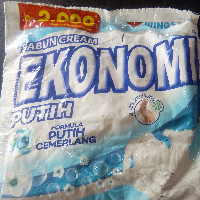 2.000
WINGS
SABUN CREAM
EKONOMI
PUTIH
FORMULA
PUTIH
CEMERLANG